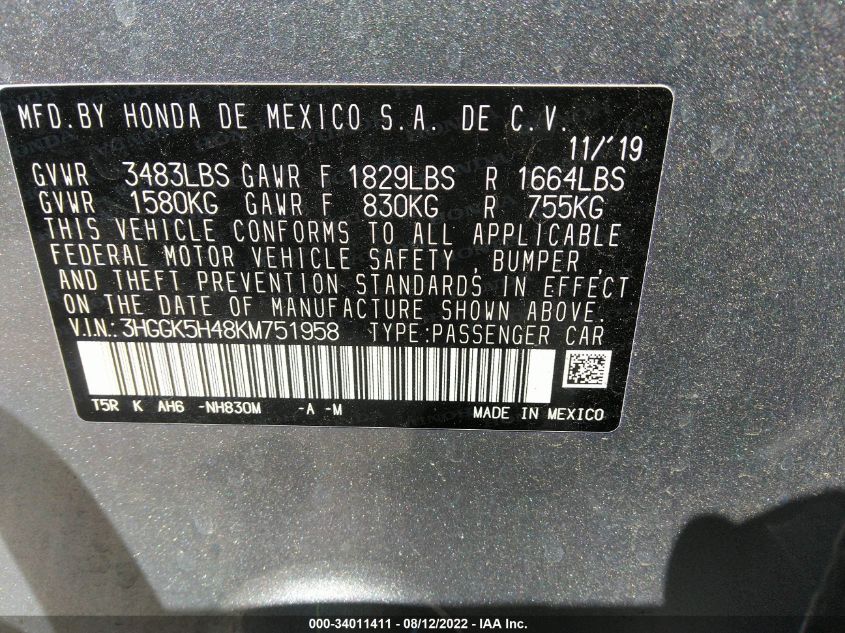 MFD.BY HONDA DE MEXICO S.A. DE C.V.
11/'19
GVWR 3483LBS GAWR F 1829LBS R 1664LBS
GVWR 1580KG GAWR F 830KG R 755KG
THIS VEHICLE CONFORMS TO ALL APPLICABLE
FEDERAL MOTOR VEHICLE SAFETY , BUMPER ,
AND THEFT PREVENTION STANDARDS IN EFFECT
ON THE DATE OF MANUFACTURE SHOWN ABOVE.
V.I.N.:3HGGK5H48KM751958 TYPE:PASSENGER CAR
T5R K AH6 -NH830M -A -M MADE IN MEXICO
000-34011411 - 08/12/2022 - IAA Inc.